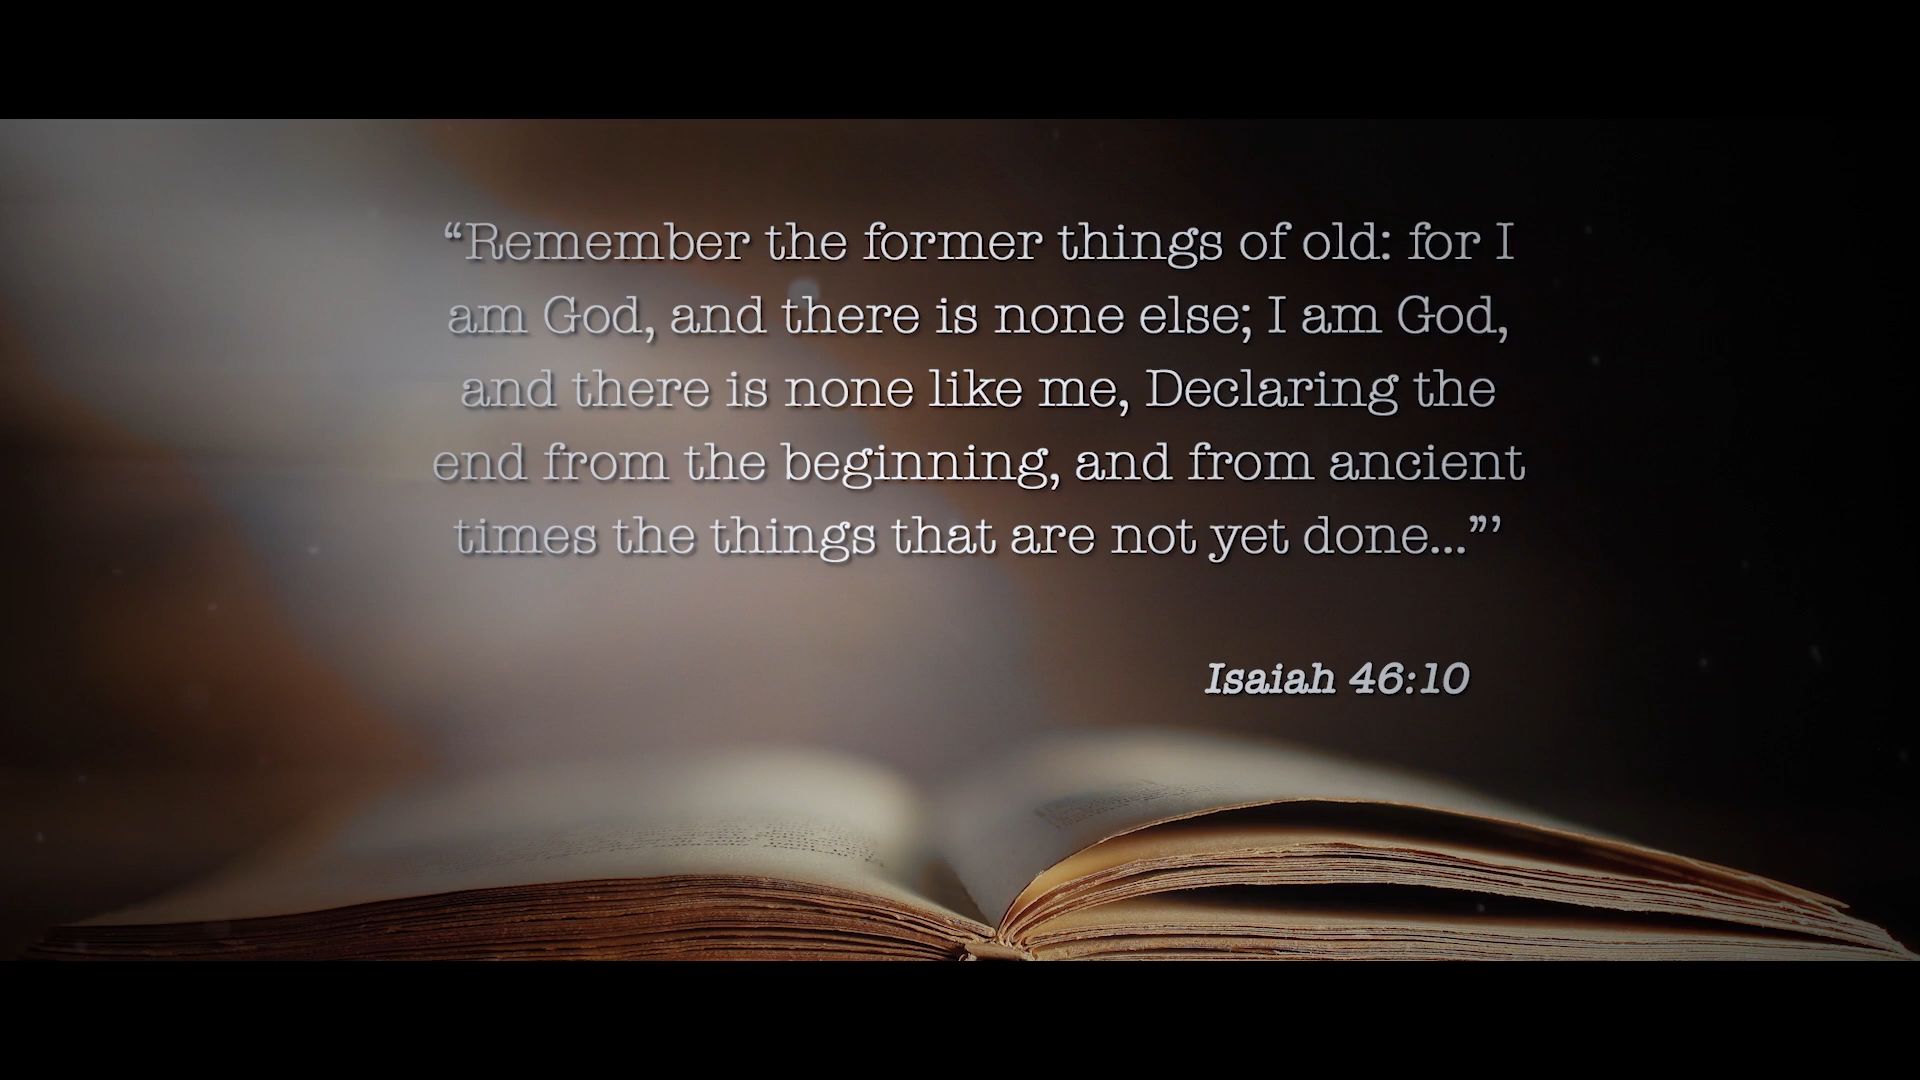 “Remember the former things of old: for I
am God, and there is none else; I am God,
and there is none like me, Declaring the
end from the beginning, and from ancient
times the things that are not yet done...”’
Isaiah 46:10